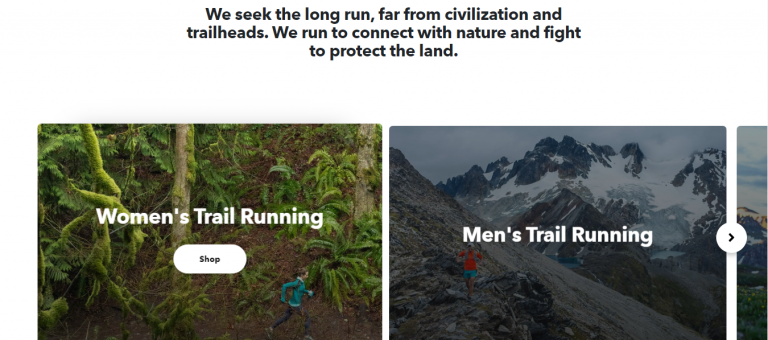 We seek the long run, far from civilization and
trailheads. We run to connect with nature and fight
to protect the land.
Women's Trail Running
Shop
Men's Trail Running